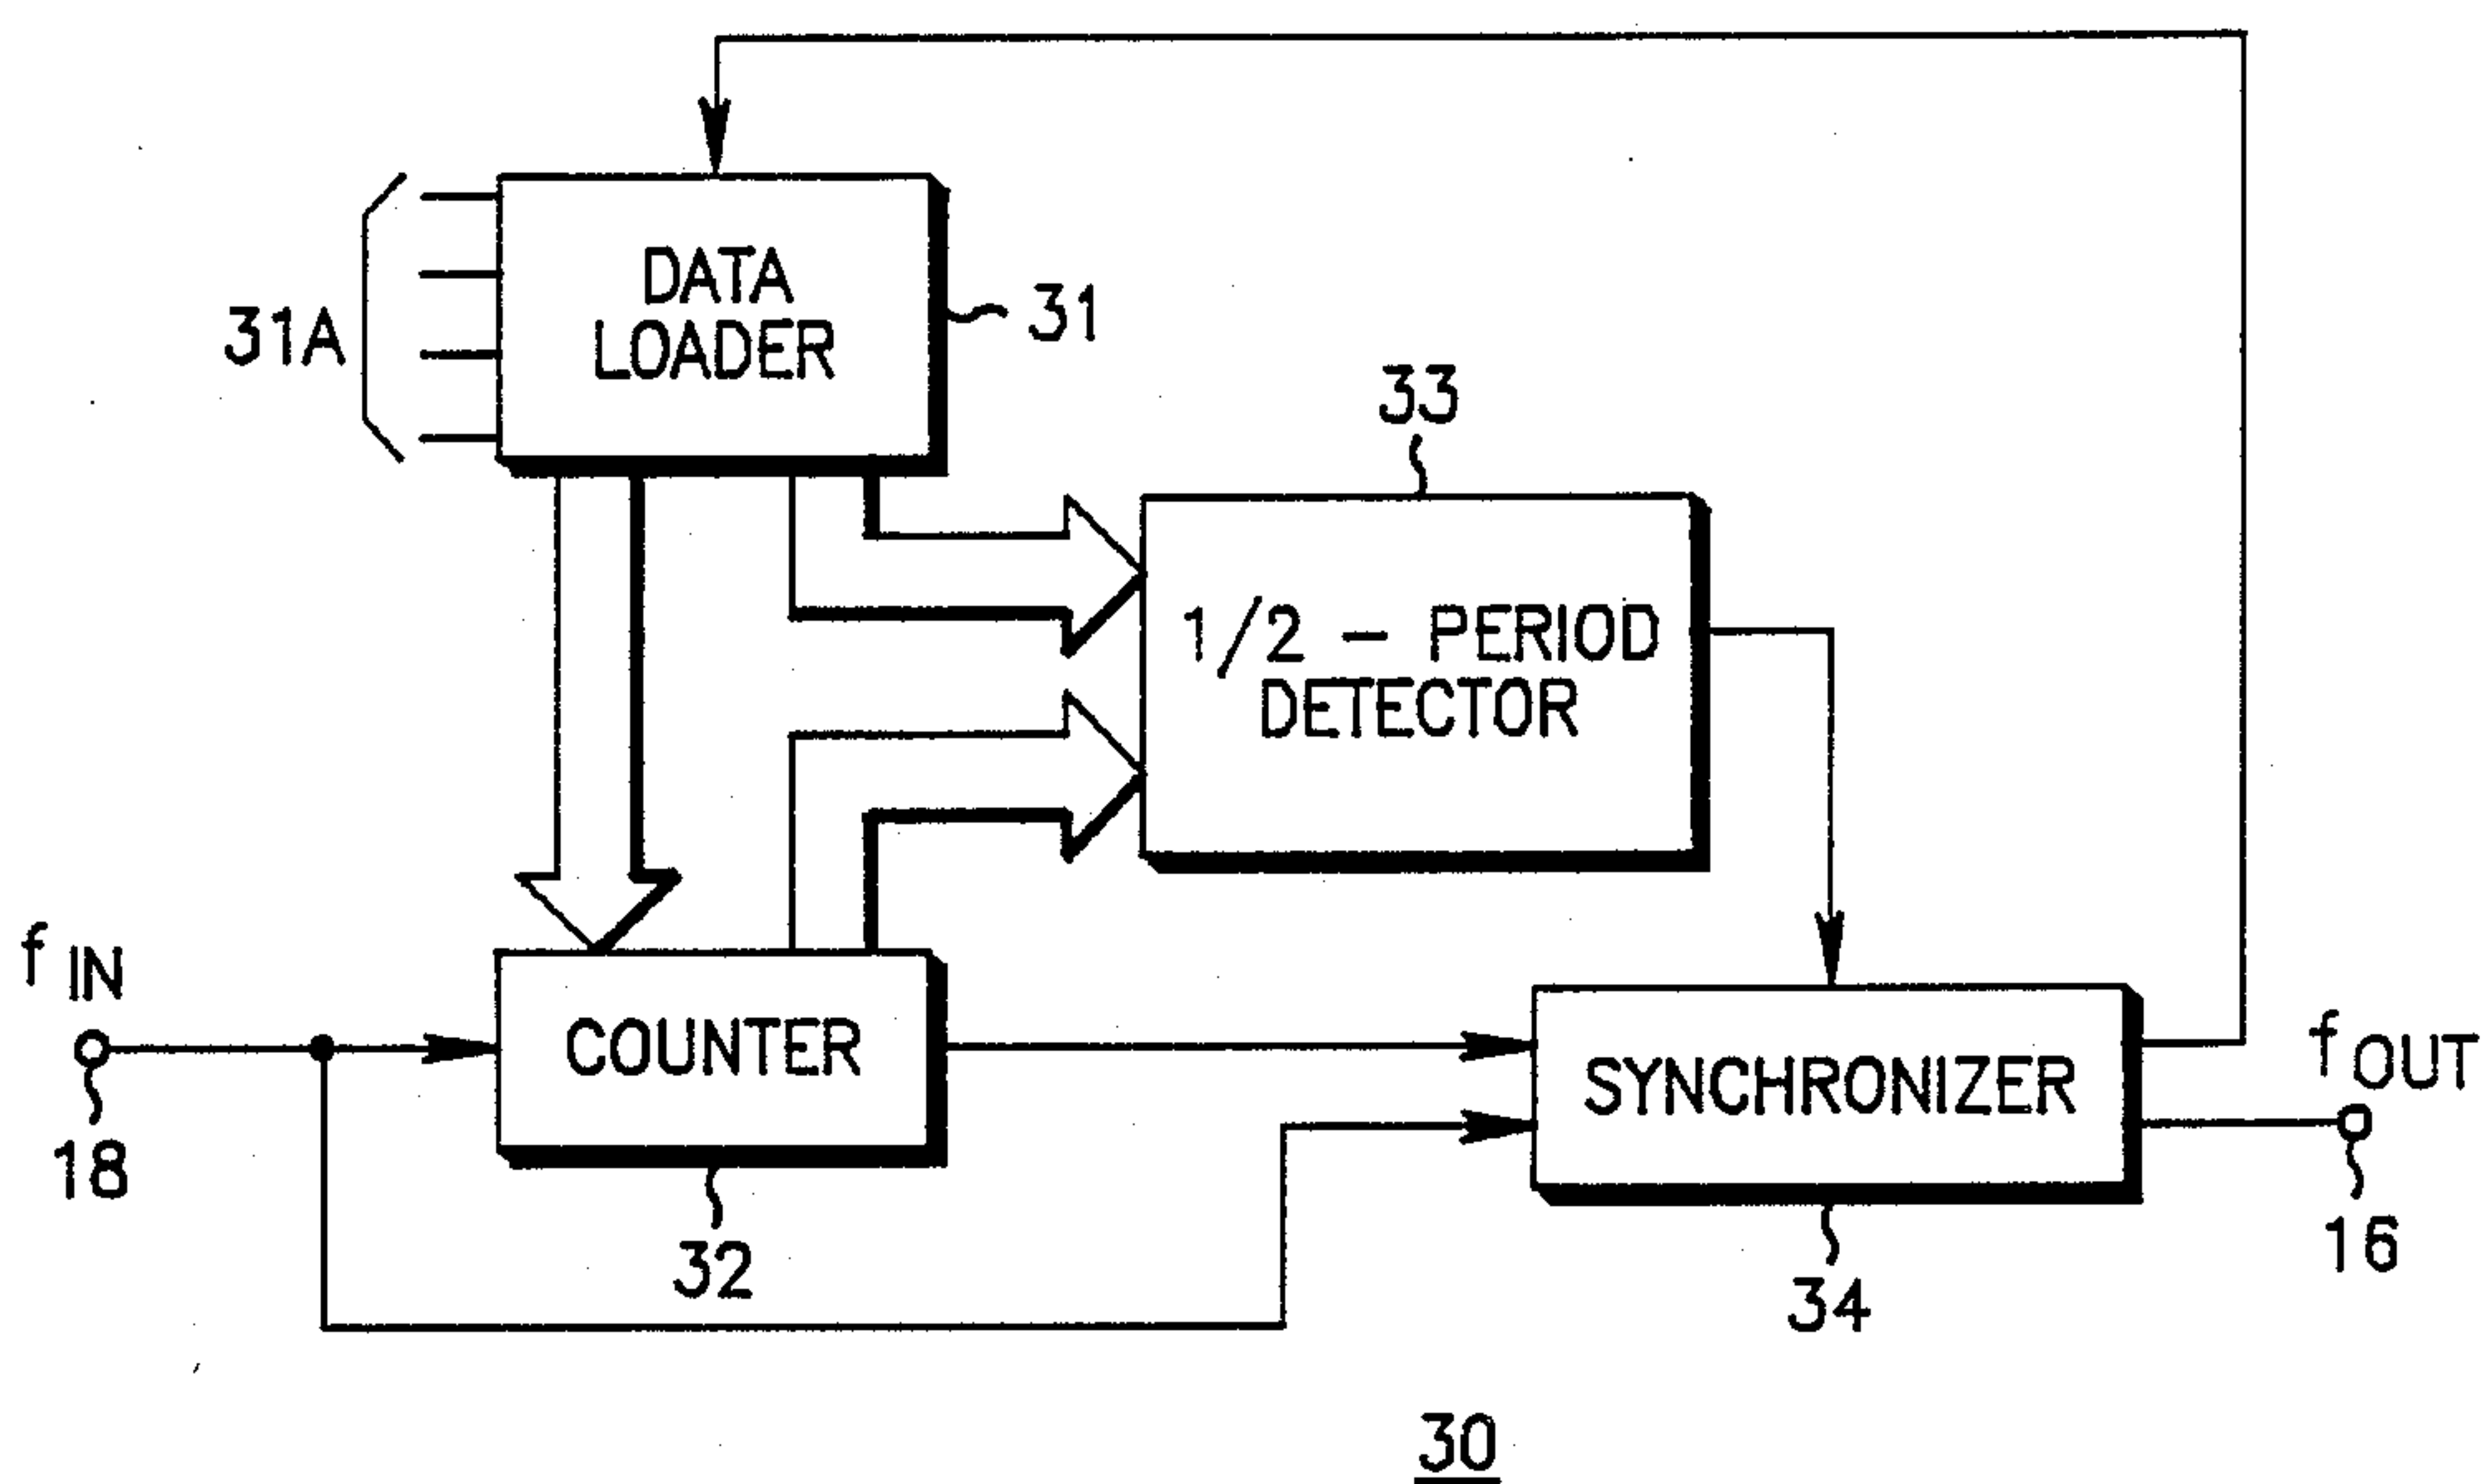 DATA
LOADER
31A
31
33
1/2 - PERIOD
DETECTOR
f IN
18
COUNTER
32
SYNCHRONIZER
34
f OUT
16
30